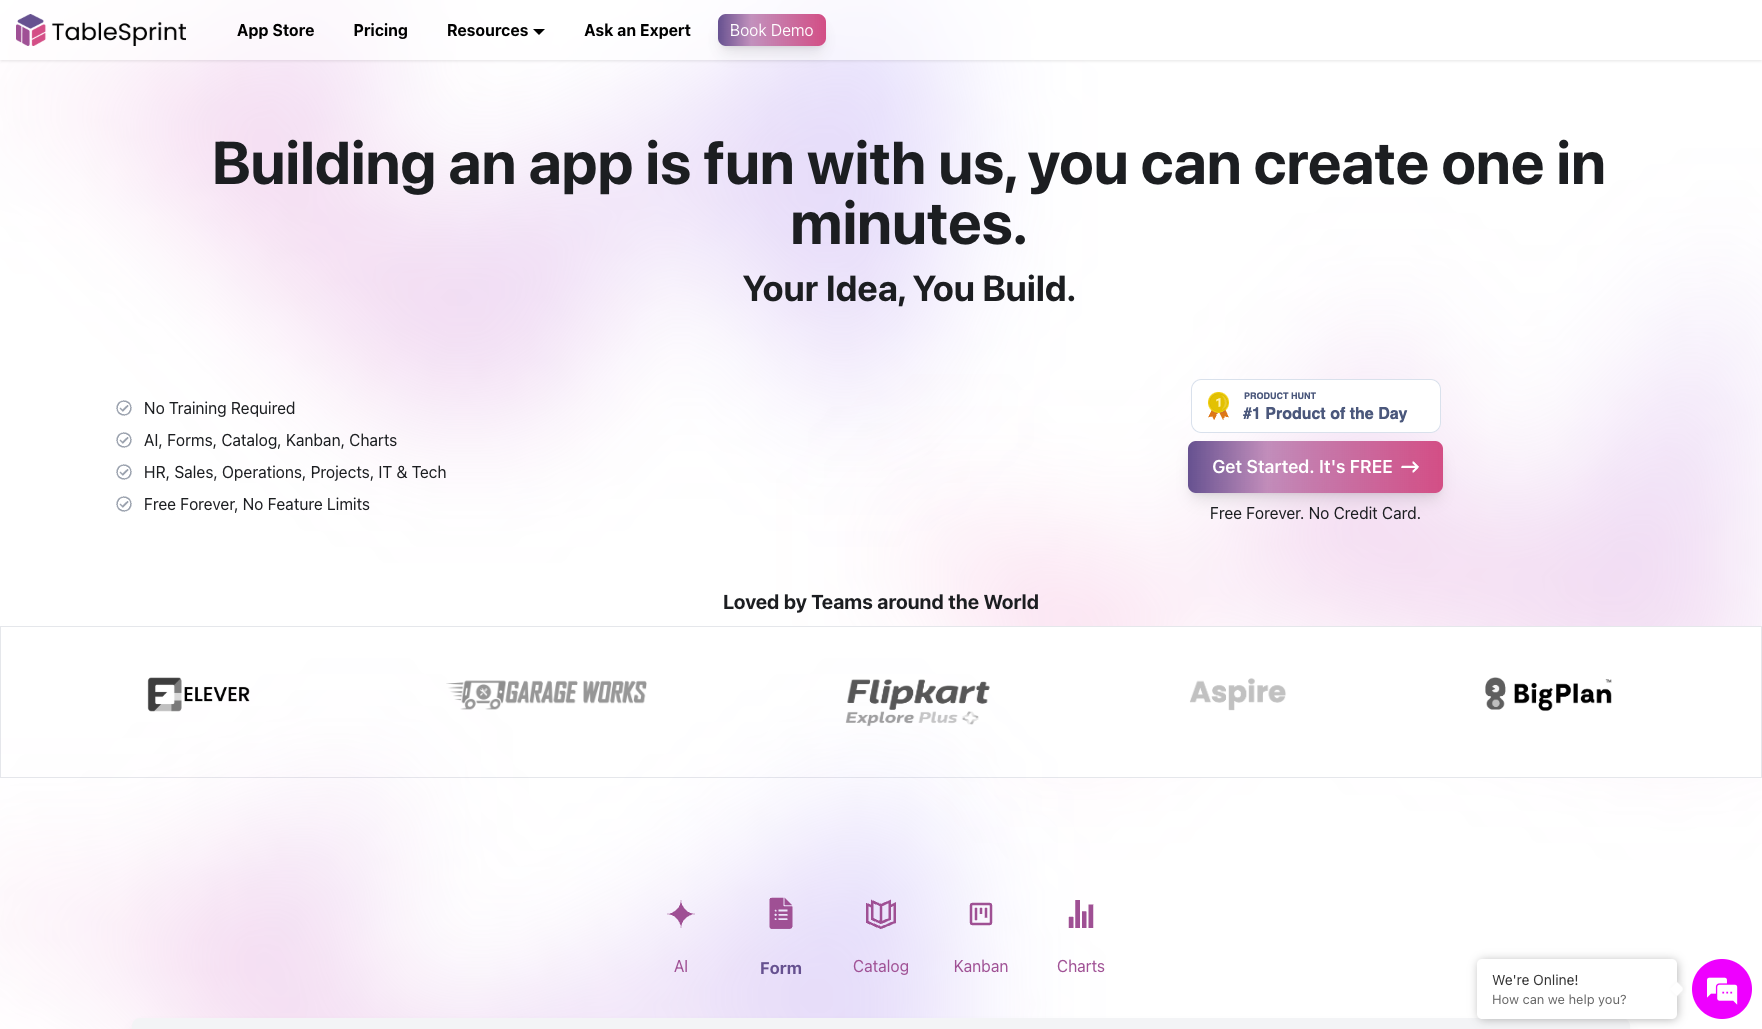 TableSprint
App Store
Pricing
Resources
Ask an Expert
Book Demo
Building an app is fun with us, you can create one in
minutes.
Your Idea, You Build.
No Training Required
AI, Forms, Catalog, Kanban, Charts
HR, Sales, Operations, Projects, IT & Tech
Free Forever, No Feature Limits
1
PRODUCT HUNT
#1 Product of the Day
Get Started. It's FREE →
Free Forever. No Credit Card.
Loved by Teams around the World
ELEVER
GARAGE WORKS
Flipkart
Explore Plus
Aspire
BigPlan™
AI
Form
Catalog
Kanban
Charts
We're Online!
How can we help you?